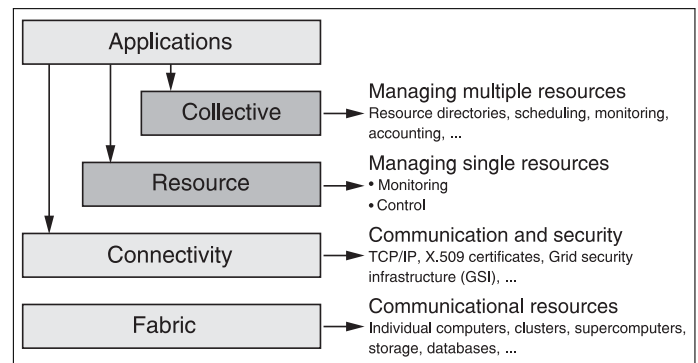 Applications
Collective
Managing multiple resources
Resource directories, scheduling, monitoring,
accounting, ...
Resource
Managing single resources
• Monitoring
• Control
Connectivity
Communication and security
TCP/IP, X.509 certificates, Grid security
infrastructure (GSI), ...
Fabric
Communicational resources
Individual computers, clusters, supercomputers,
storage, databases, ...